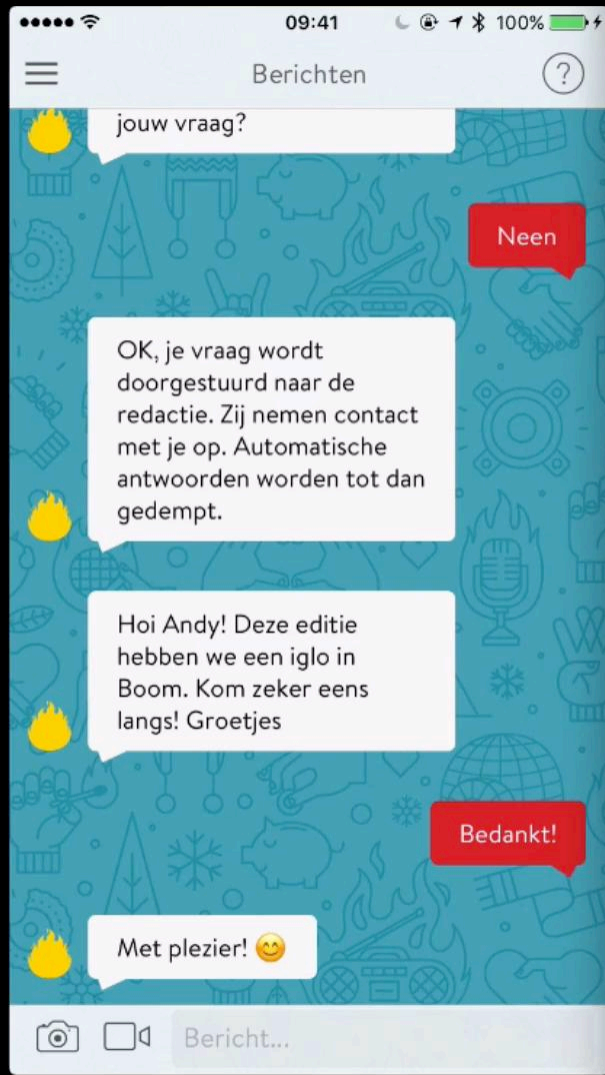 09:41
100%
Berichten
?
jouw vraag?
Neen
OK, je vraag wordt
doorgestuurd naar de
redactie. Zij nemen contact
met je op. Automatische
antwoorden worden tot dan
gedempt.
Hoi Andy! Deze editie
hebben we een iglo in
Boom. Kom zeker eens
langs! Groetjes
Bedankt!
Met plezier! 😊
Bericht...